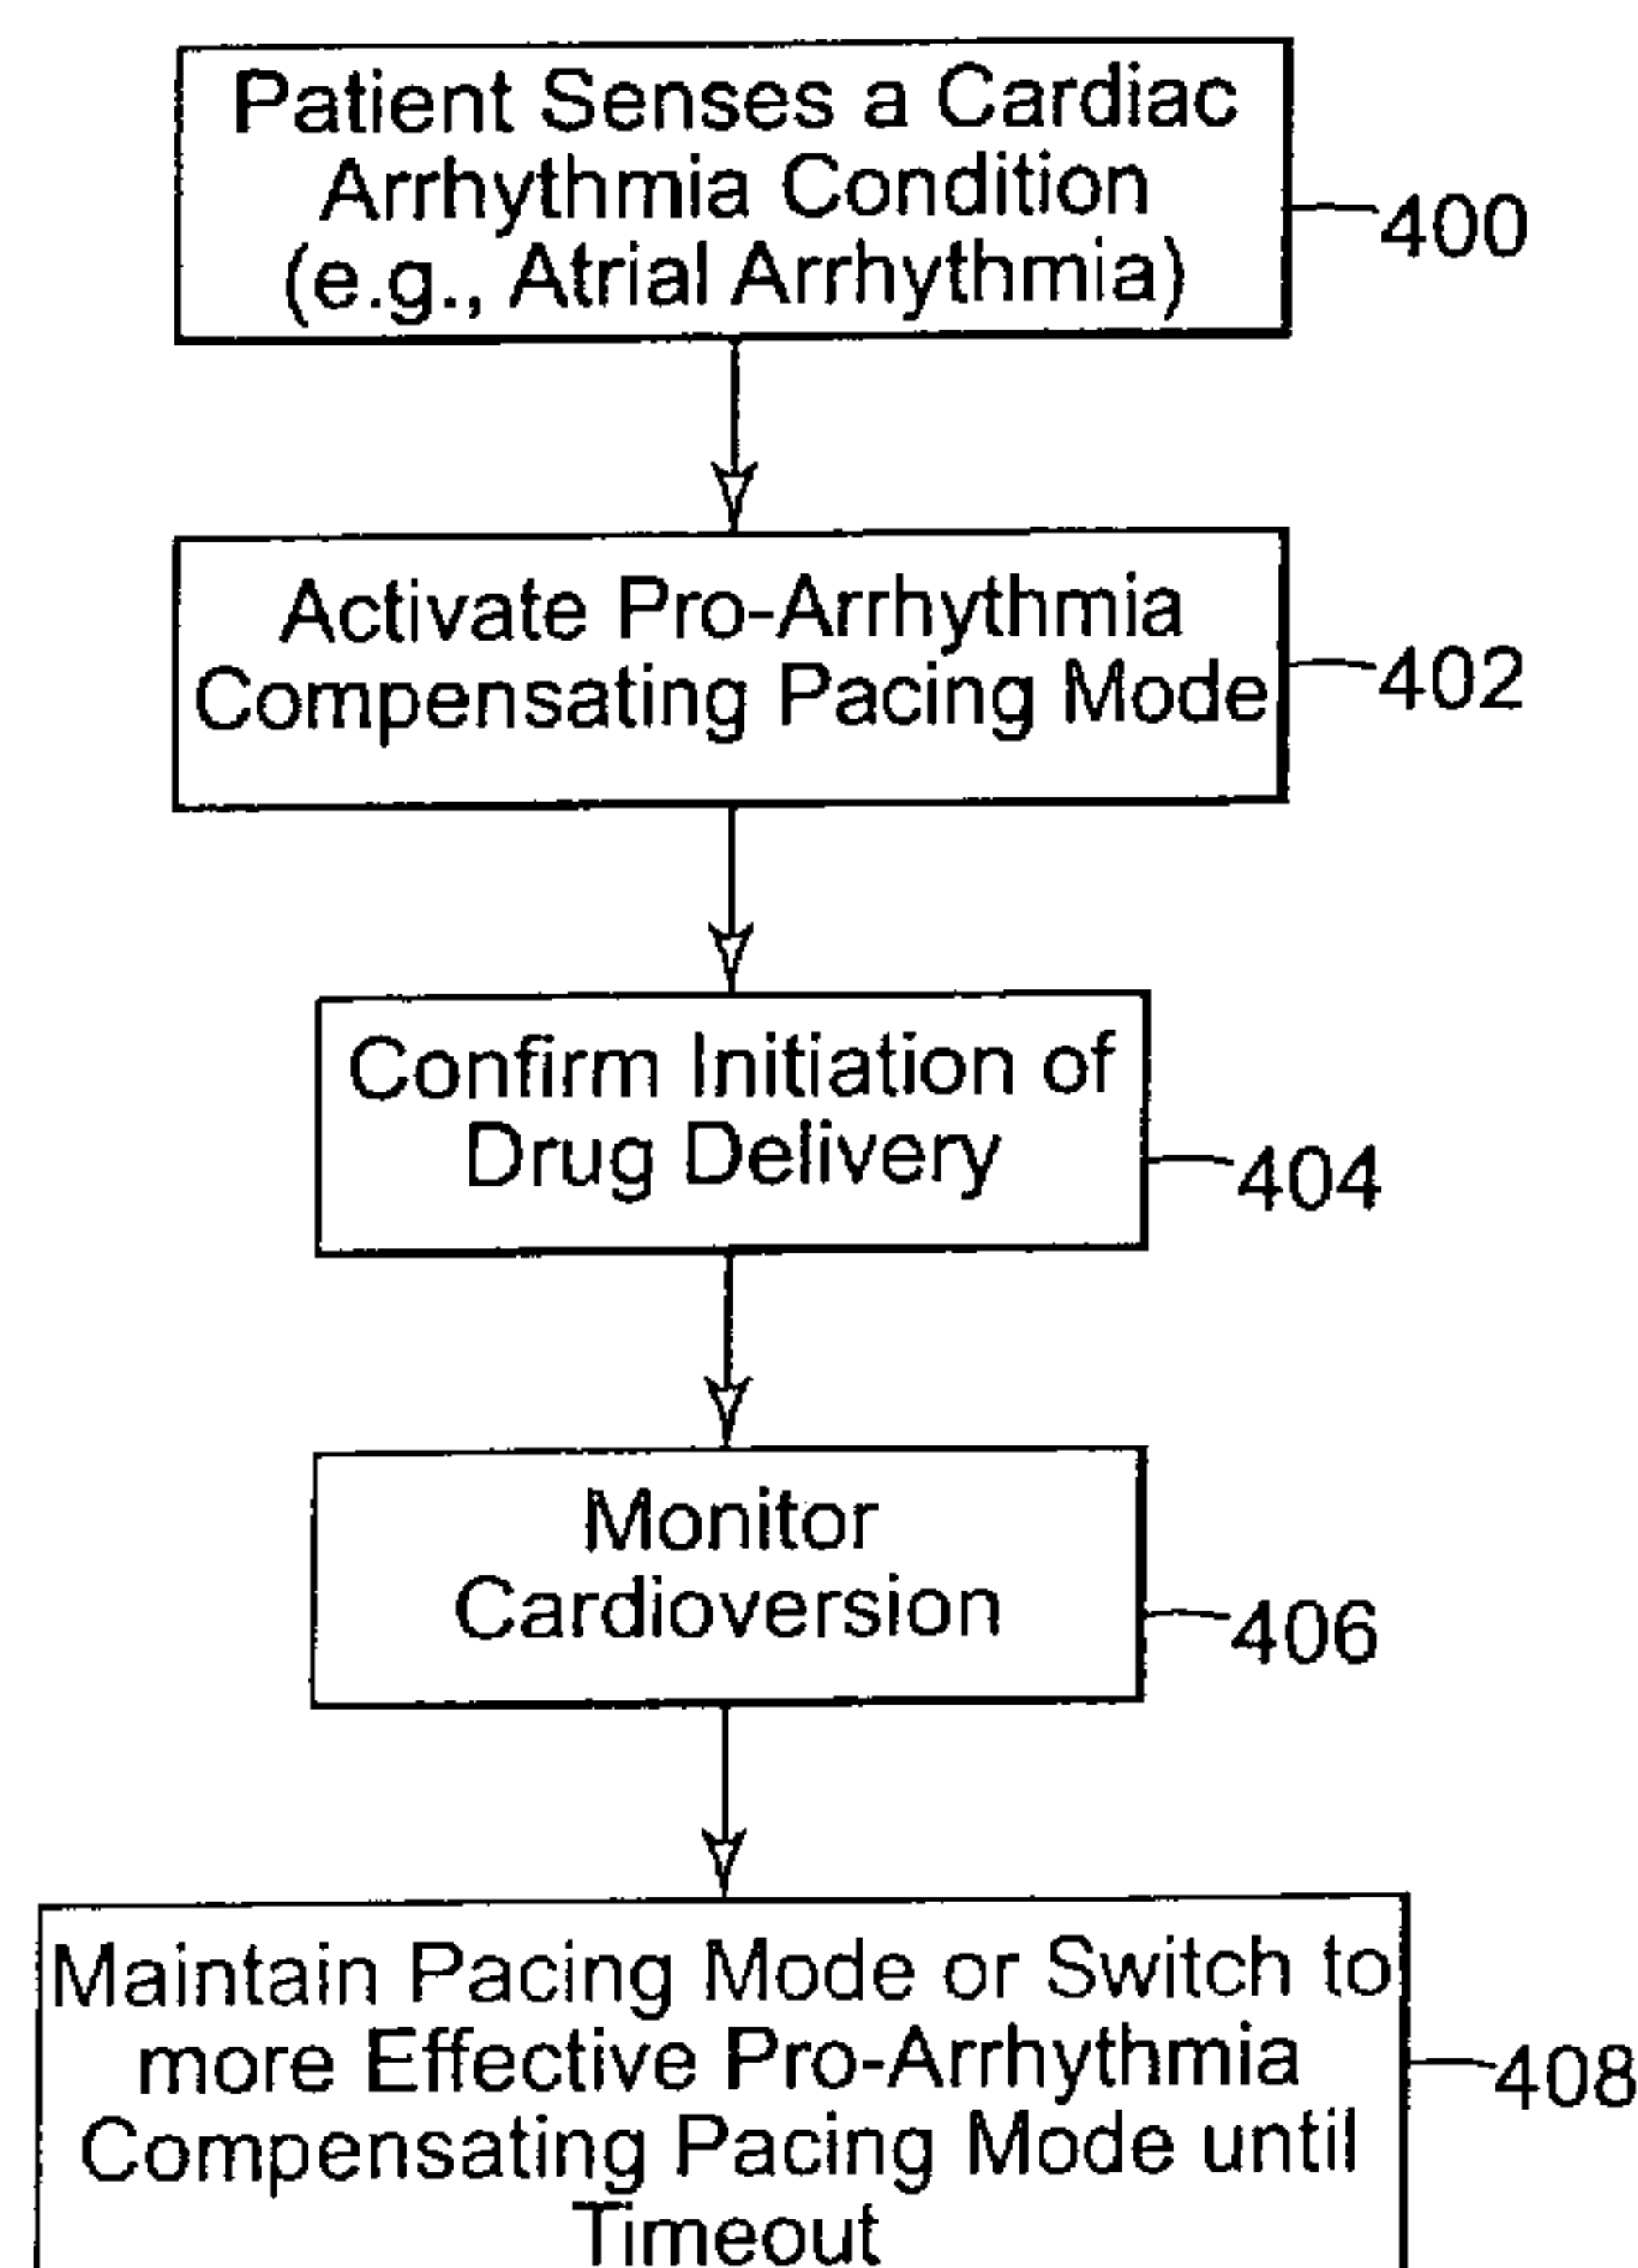 Patient Senses a Cardiac
Arrhythmia Condition
(e.g., Atrial Arrhythmia)
400
Activate Pro-Arrhythmia
Compensating Pacing Mode
402
Confirm Initiation of
Drug Delivery
404
Monitor
Cardioversion
406
Maintain Pacing Mode or Switch to
more Effective Pro-Arrhythmia
Compensating Pacing Mode until
Timeout
408